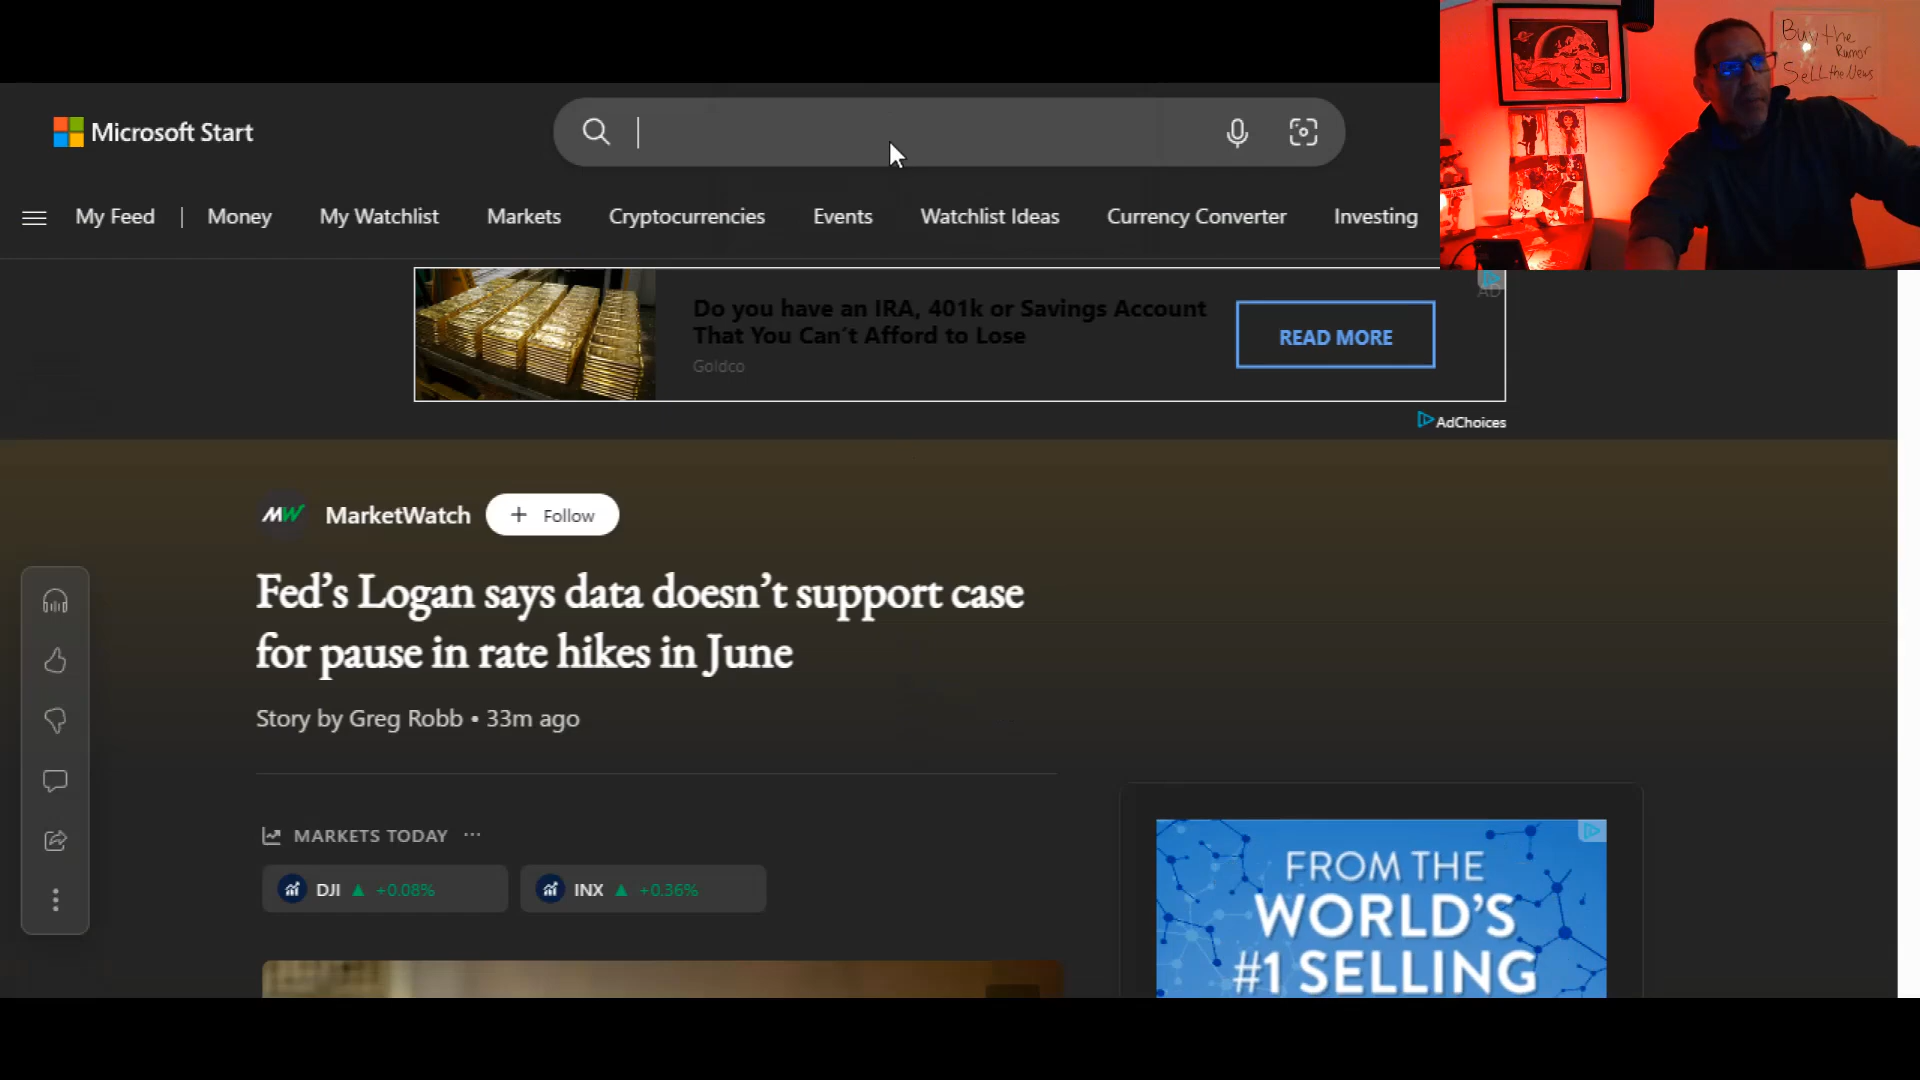 Buy the
Rumor
Sell the News
Microsoft Start
My Feed | Money My Watchlist Markets Cryptocurrencies Events Watchlist Ideas Currency Converter Investing
Do you have an IRA, 401k or Savings Account
That You Can't Afford to Lose
Goldco
READ MORE
AD
AdChoices
MW MarketWatch + Follow
Fed's Logan says data doesn't support case
for pause in rate hikes in June
Story by Greg Robb • 33m ago
MARKETS TODAY ...
DJI ▲ +0.08% INX ▲ +0.36%
FROM THE
WORLD'S
#1 SELLING